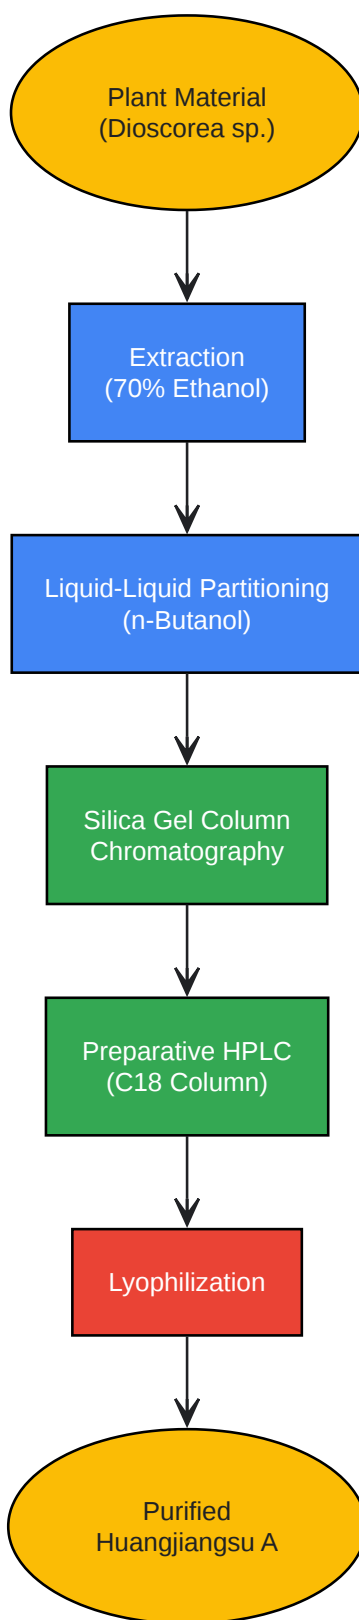 Plant Material
(Dioscorea sp.)
Extraction
(70% Ethanol)
Liquid-Liquid Partitioning
(n-Butanol)
Silica Gel Column
Chromatography
Preparative HPLC
(C18 Column)
Lyophilization
Purified
Huangjiangsu A